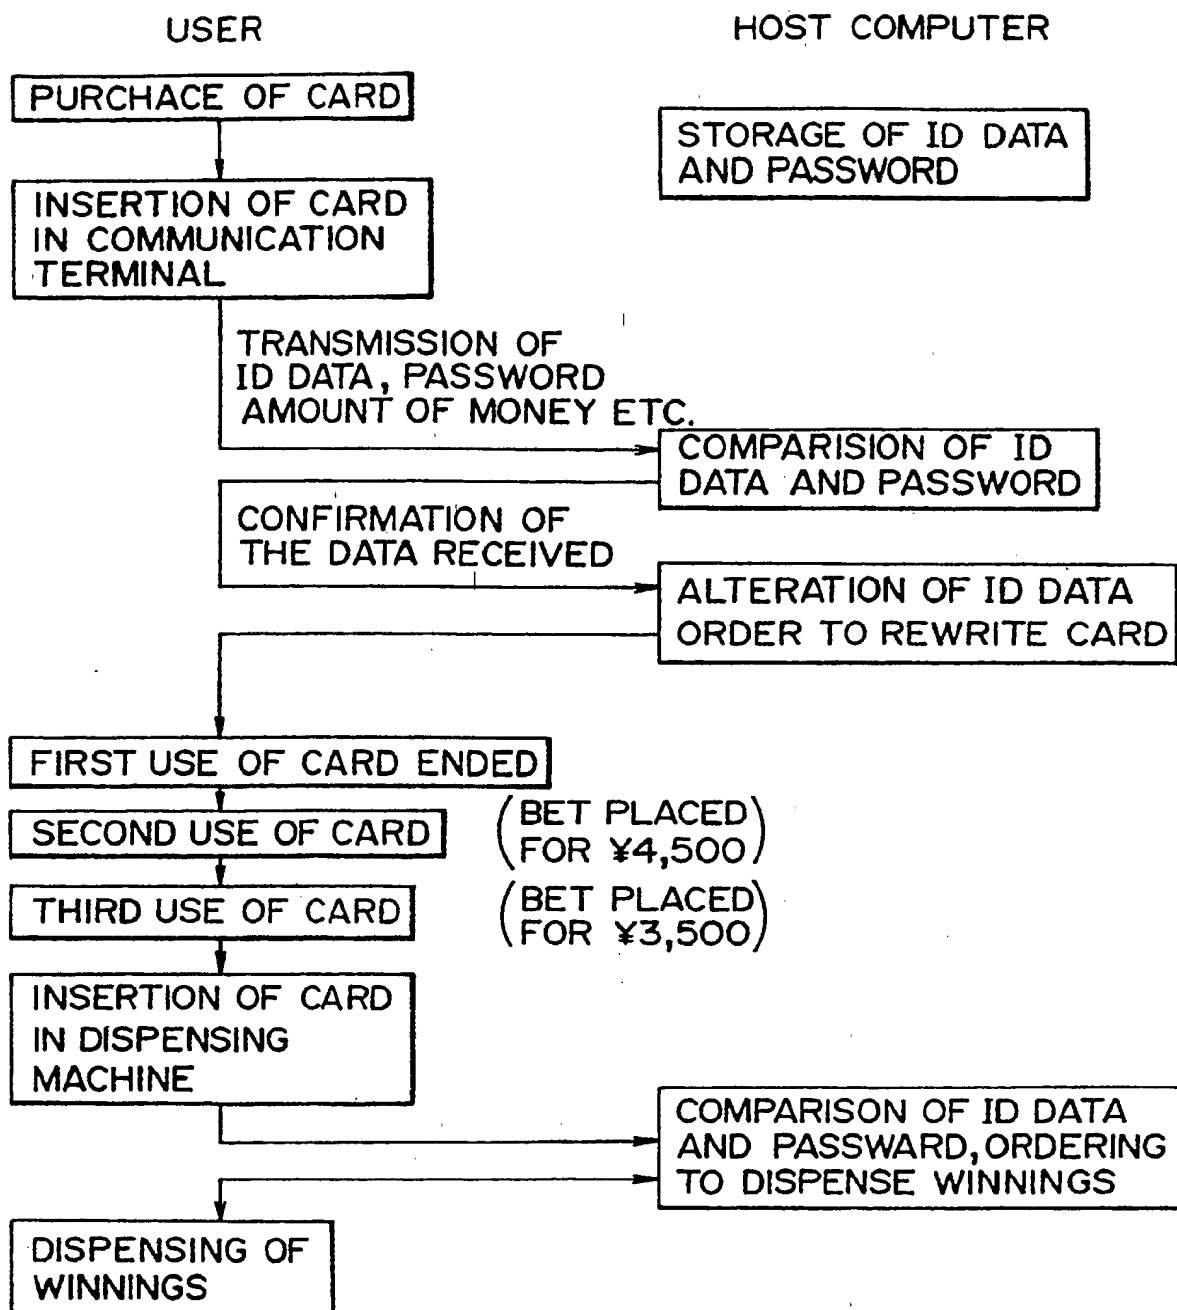 USER
HOST COMPUTER
PURCHACE OF CARD
STORAGE OF ID DATA
AND PASSWORD
INSERTION OF CARD
IN COMMUNICATION
TERMINAL
TRANSMISSION OF
ID DATA, PASSWORD
AMOUNT OF MONEY ETC.
COMPARISION OF ID
DATA AND PASSWORD
CONFIRMATION OF
THE DATA RECEIVED
ALTERATION OF ID DATA
ORDER TO REWRITE CARD
FIRST USE OF CARD ENDED
SECOND USE OF CARD
(BET PLACED
FOR ¥4,500)
THIRD USE OF CARD
(BET PLACED
FOR ¥3,500)
INSERTION OF CARD
IN DISPENSING
MACHINE
COMPARISON OF ID DATA
AND PASSWARD, ORDERING
TO DISPENSE WINNINGS
DISPENSING OF
WINNINGS